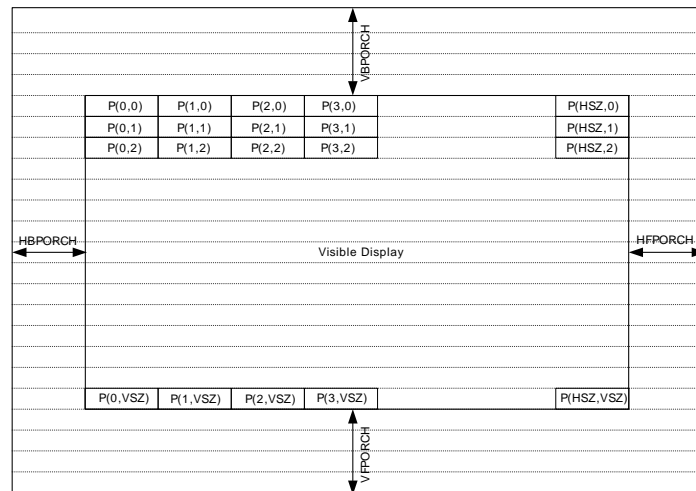 VBPORCH
P(0,0) P(1,0) P(2,0) P(3,0) P(HSZ,0)
P(0,1) P(1,1) P(2,1) P(3,1) P(HSZ,1)
P(0,2) P(1,2) P(2,2) P(3,2) P(HSZ,2)
HBPORCH Visible Display HFPORCH
P(0,VSZ) P(1,VSZ) P(2,VSZ) P(3,VSZ) P(HSZ,VSZ)
VFPORCH